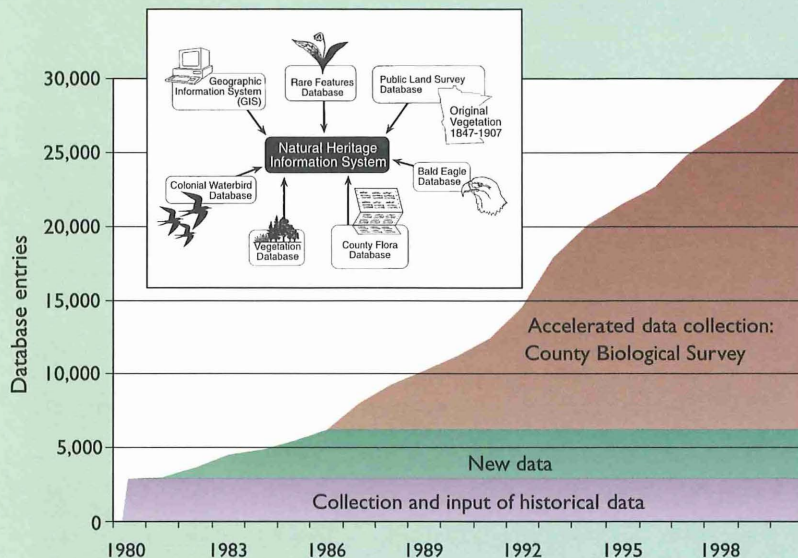 Geographic
Information System
(GIS)
Rare Features
Database
Public Land Survey
Database
Original
Vegetation
1847-1907
Natural Heritage
Information System
Colonial Waterbird
Database
Bald Eagle
Database
Vegetation
Database
County Flora
Database
Database entries
30,000
25,000
20,000
15,000
10,000
5,000
0
Accelerated data collection:
County Biological Survey
New data
Collection and input of historical data
1980 1983 1986 1989 1992 1995 1998